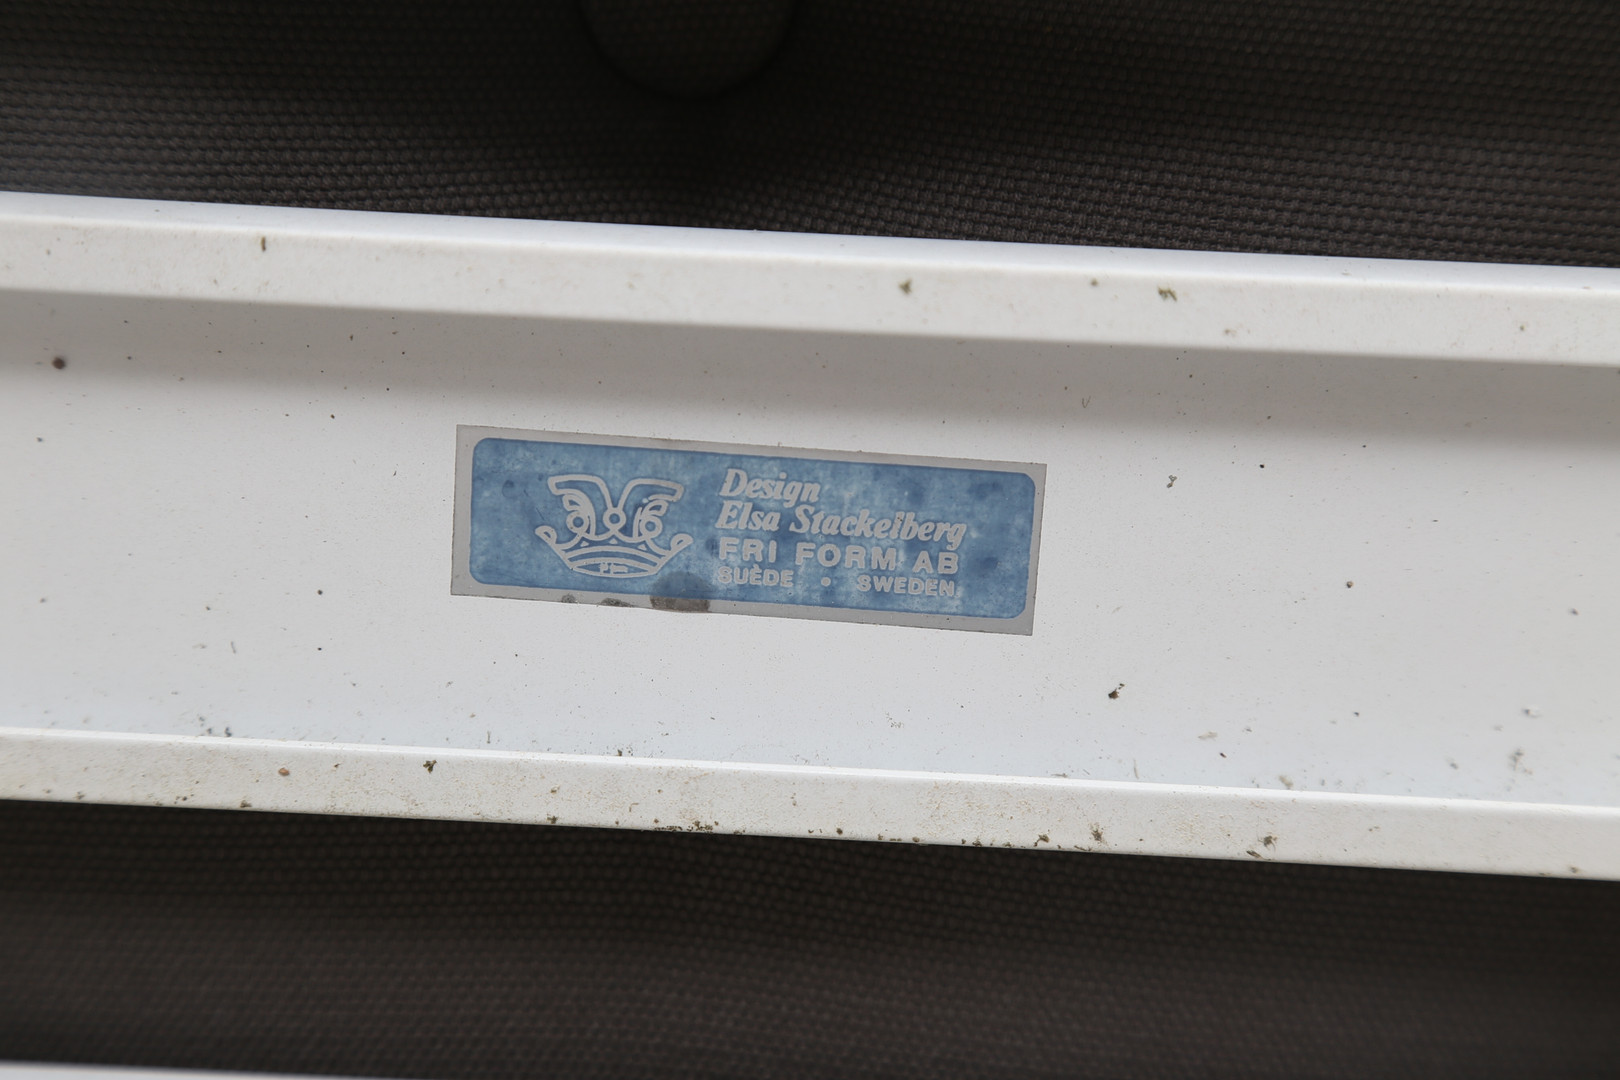 Design
Elsa Stackelberg
FRI FORM AB
SUÈDE • SWEDEN